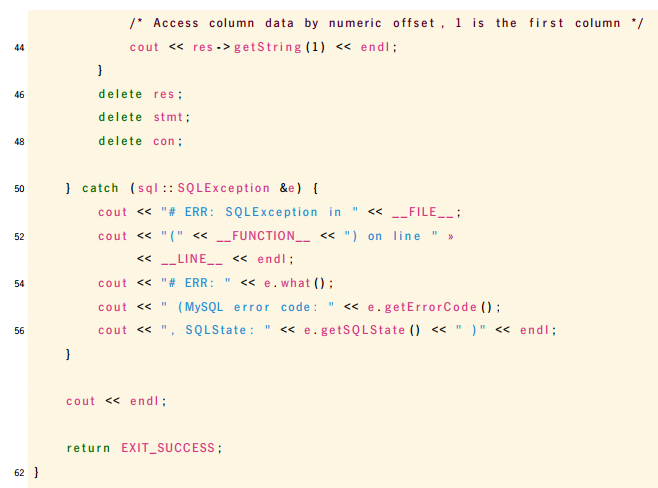 /* Access column data by numeric offset, 1 is the first column */
44 cout << res->getString(1) << endl;
}
46 delete res;
delete stmt;
48 delete con;
50 } catch (sql::SQLException &e) {
cout << "# ERR: SQLException in " << __FILE__;
52 cout << "(" << __FUNCTION__ << ") on line " »
<< __LINE__ << endl;
54 cout << "# ERR: " << e.what();
cout << " (MySQL error code: " << e.getErrorCode();
56 cout << ", SQLState: " << e.getSQLState() << " )" << endl;
}
cout << endl;
return EXIT_SUCCESS;
62 }